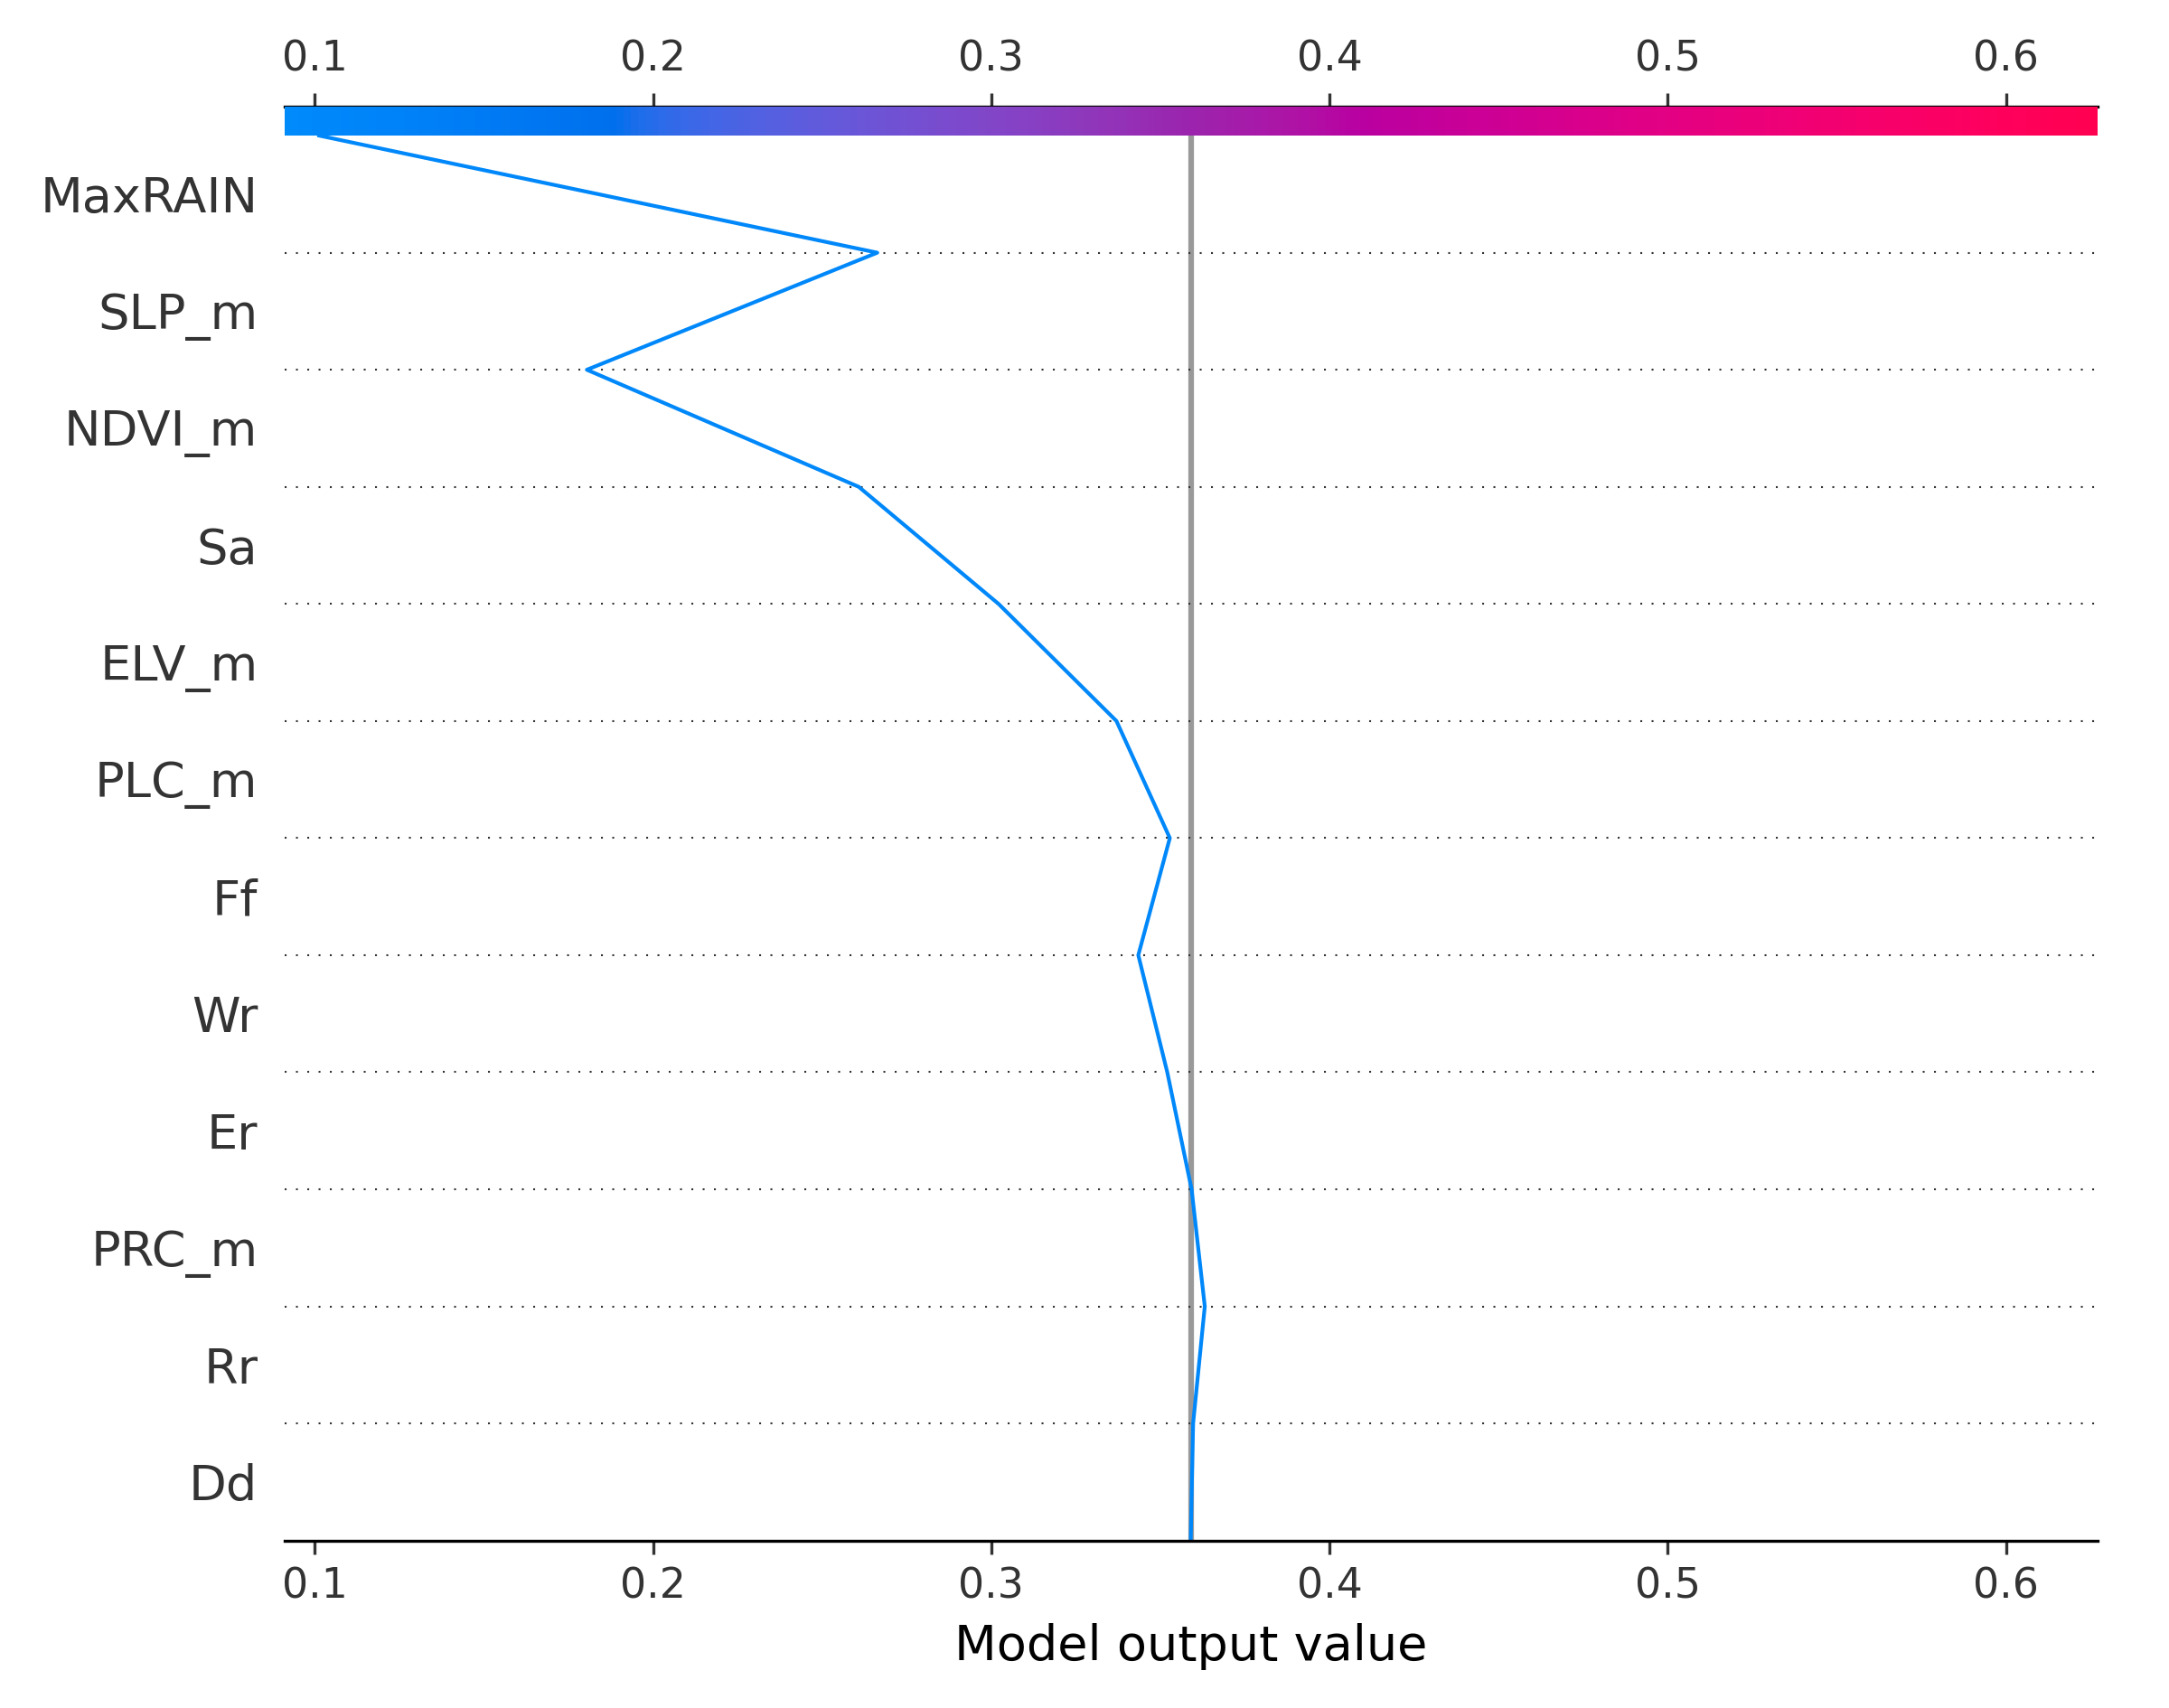 0.1 0.2 0.3 0.4 0.5 0.6
MaxRAIN
SLP_m
NDVI_m
Sa
ELV_m
PLC_m
Ff
Wr
Er
PRC_m
Rr
Dd
0.1 0.2 0.3 0.4 0.5 0.6
Model output value